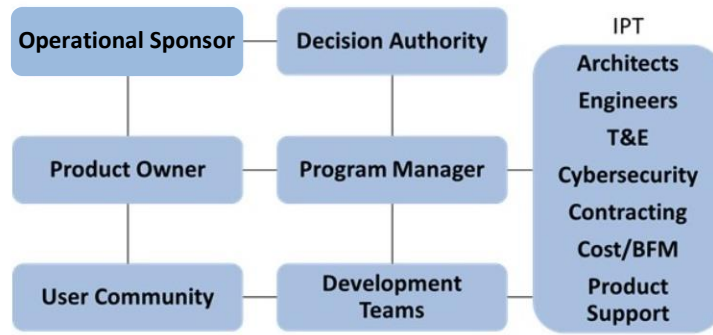 IPT
Operational Sponsor
Decision Authority
Product Owner
Program Manager
User Community
Development
Teams
Architects
Engineers
T&E
Cybersecurity
Contracting
Cost/BFM
Product
Support